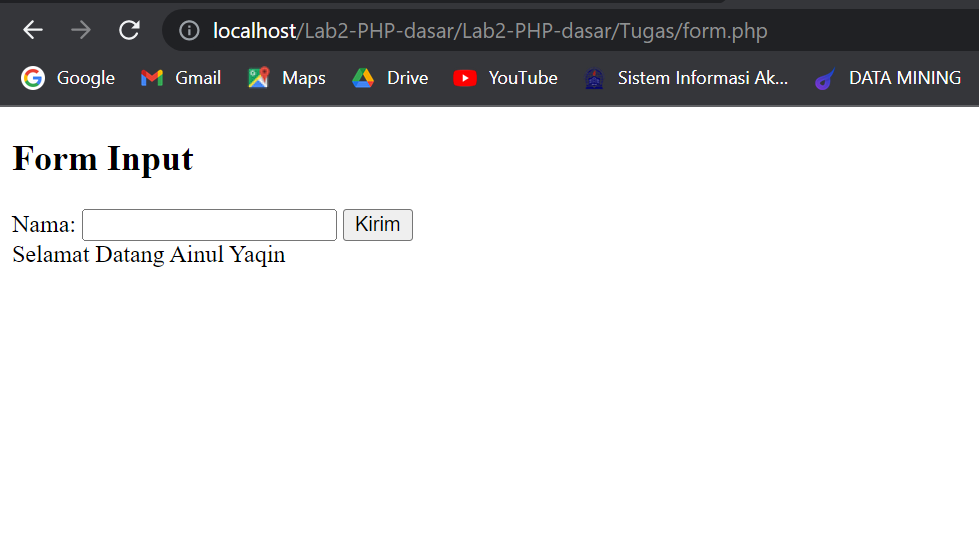 localhost/Lab2-PHP-dasar/Lab2-PHP-dasar/Tugas/form.php
Google Gmail Maps Drive YouTube Sistem Informasi Ak... DATA MINING
Form Input
Nama: Kirim
Selamat Datang Ainul Yaqin